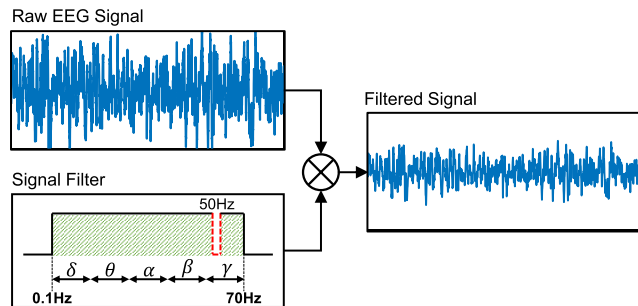 Raw EEG Signal
Filtered Signal
Signal Filter
50Hz
δ θ α β γ
0.1Hz 70Hz